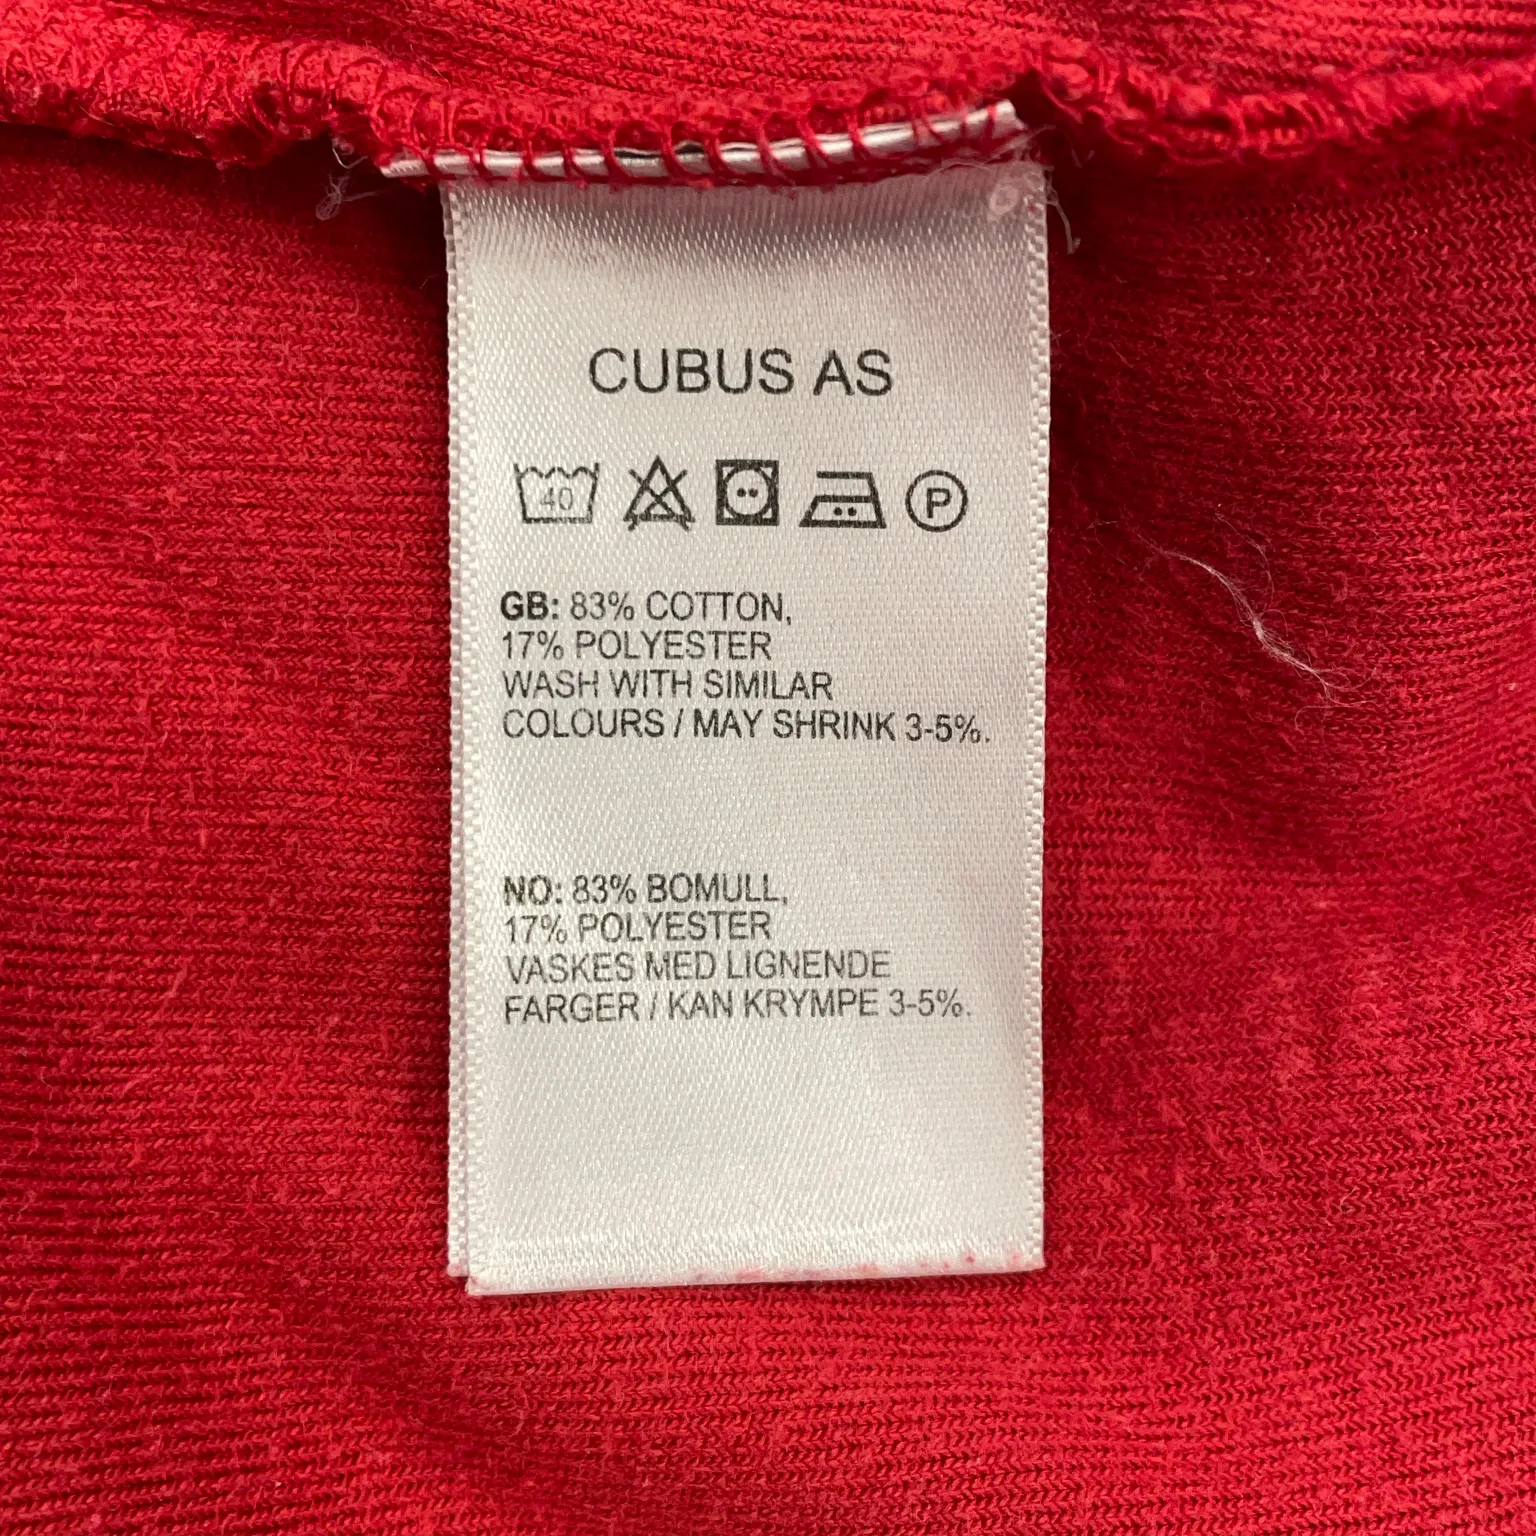 CUBUS AS
40 P
GB: 83% COTTON,
17% POLYESTER
WASH WITH SIMILAR
COLOURS / MAY SHRINK 3-5%.
NO: 83% BOMULL,
17% POLYESTER
VASKES MED LIGNENDE
FARGER / KAN KRYMPE 3-5%.